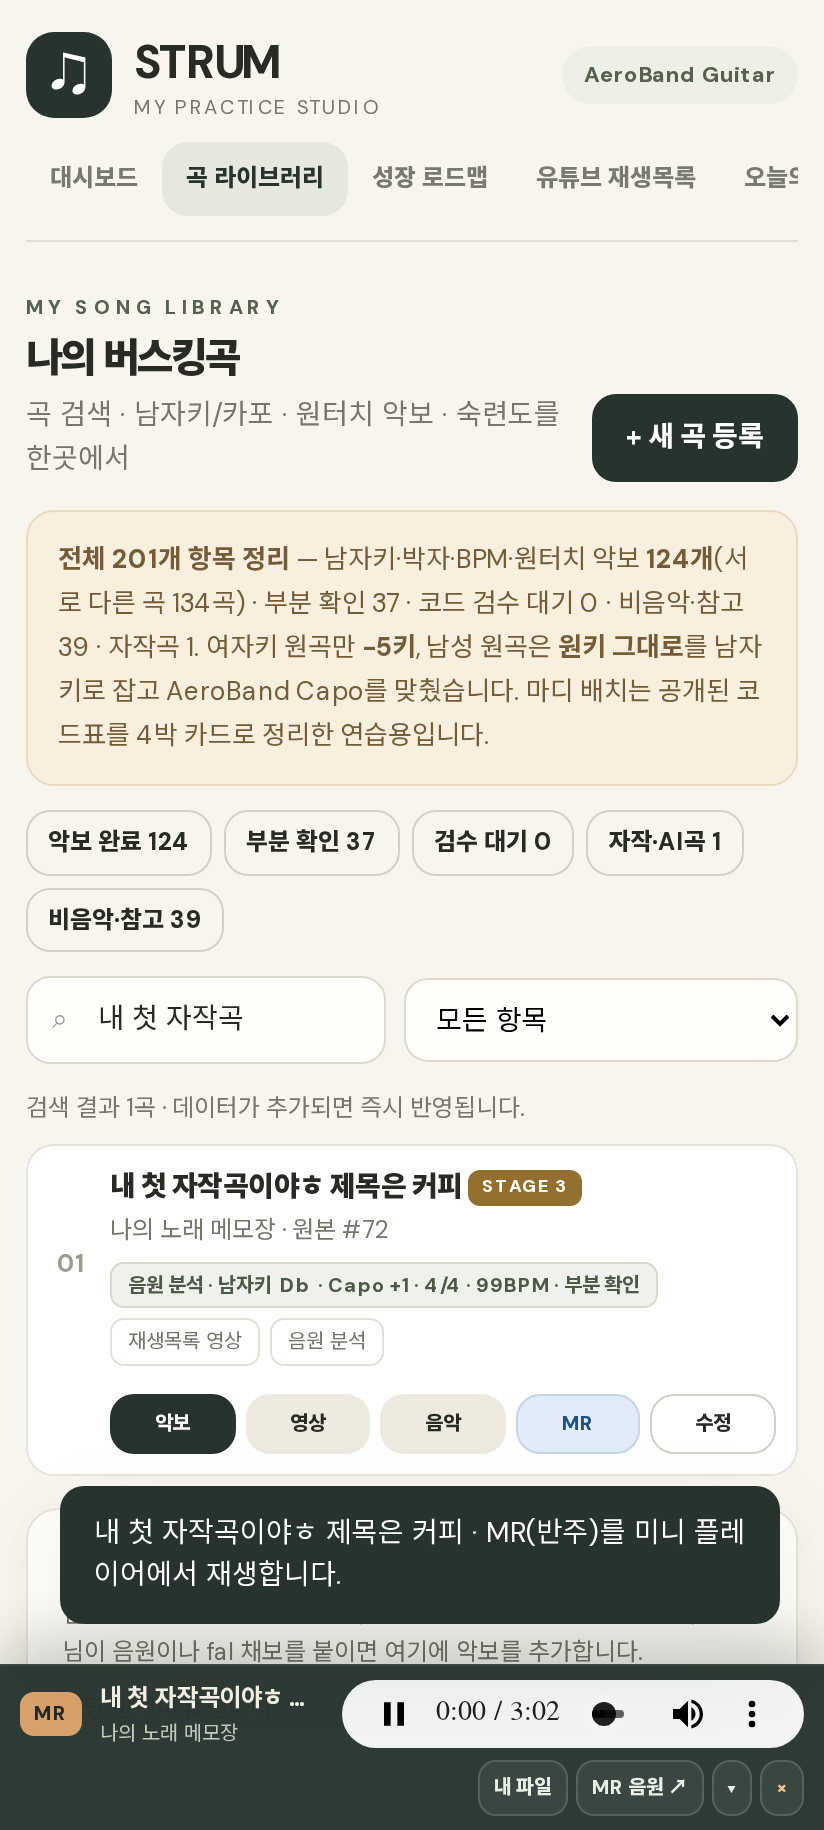 STRUM
MY PRACTICE STUDIO
AeroBand Guitar
대시보드 곡 라이브러리 성장 로드맵 유튜브 재생목록 오늘의
MY SONG LIBRARY
나의 버스킹곡
곡 검색 · 남자키/카포 · 원터치 악보 · 숙련도를
한곳에서
+ 새 곡 등록
전체 201개 항목 정리 — 남자키·박자·BPM·원터치 악보 124개(서
로 다른 곡 134곡) · 부분 확인 37 · 코드 검수 대기 0 · 비음악·참고
39 · 자작곡 1. 여자키 원곡만 -5키, 남성 원곡은 원키 그대로를 남자
키로 잡고 AeroBand Capo를 맞췄습니다. 마디 배치는 공개된 코
드표를 4박 카드로 정리한 연습용입니다.
악보 완료 124 부분 확인 37 검수 대기 0 자작·AI곡 1
비음악·참고 39
내 첫 자작곡 모든 항목
검색 결과 1곡 · 데이터가 추가되면 즉시 반영됩니다.
내 첫 자작곡이야ㅎ 제목은 커피 STAGE 3
나의 노래 메모장 · 원본 #72
01
음원 분석 · 남자키 Db · Capo +1 · 4/4 · 99BPM · 부분 확인
재생목록 영상 음원 분석
악보 영상 음악 MR 수정
내 첫 자작곡이야ㅎ 제목은 커피 · MR(반주)를 미니 플레
이어에서 재생합니다.
님이 음원이나 fal 채보를 붙이면 여기에 악보를 추가합니다.
MR 내 첫 자작곡이야ㅎ ...
나의 노래 메모장
0:00 / 3:02
내 파일 MR 음원 ↗ ▾ ×